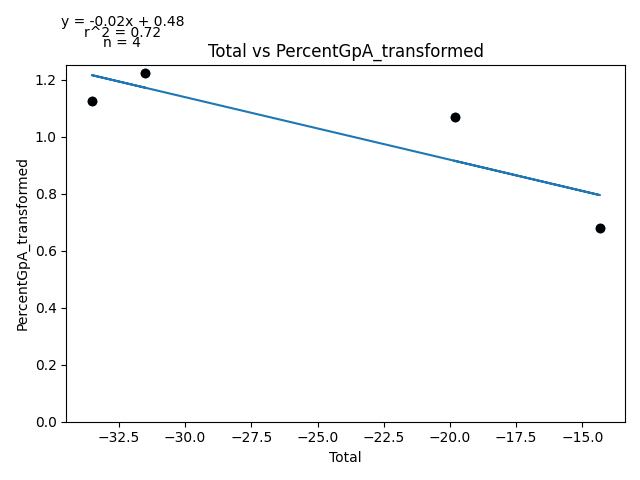 y = -0.02x + 0.48
r^2 = 0.72
n = 4
Total vs PercentGpA_transformed
PercentGpA_transformed
1.2
1.0
0.8
0.6
0.4
0.2
0.0
−32.5 −30.0 −27.5 −25.0 −22.5 −20.0 −17.5 −15.0
Total